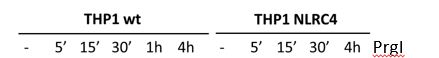 THP1 wt THP1 NLRC4
- 5’ 15’ 30’ 1h 4h - 5’ 15’ 30’ 4h PrgI